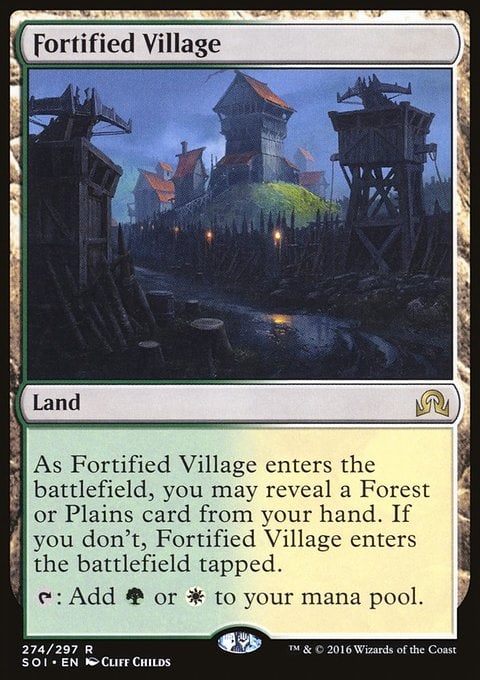 Fortified Village
Land
As Fortified Village enters the
battlefield, you may reveal a Forest
or Plains card from your hand. If
you don't, Fortified Village enters
the battlefield tapped.
: Add or to your mana pool.
274/297 R
SOI • EN Cliff Childs
™ & © 2016 Wizards of the Coast